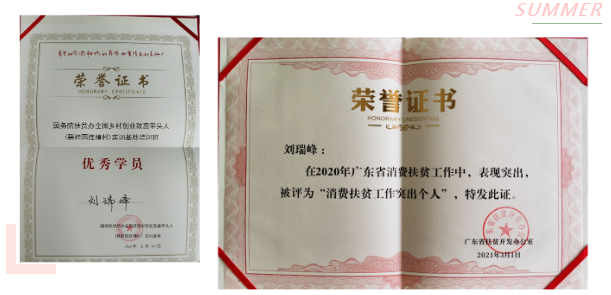 SUMMER
荣誉证书
HONORARY CERTIFICATE
国务院扶贫办全国乡村创业致富带头人
(碧桂园连樟村)实训基地培训班
优秀学员
刘瑞峰
荣誉证书
HONORARY CREDENTIAL
刘瑞峰：
在2020年广东省消费扶贫工作中，表现突出，
被评为“消费扶贫工作突出个人”，特发此证。
广东省扶贫开发办公室
2021年3月1日